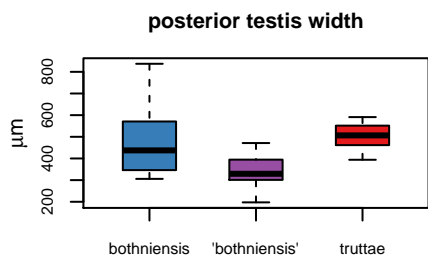 posterior testis width
µm
800
600
400
200
bothniensis 'bothniensis' truttae